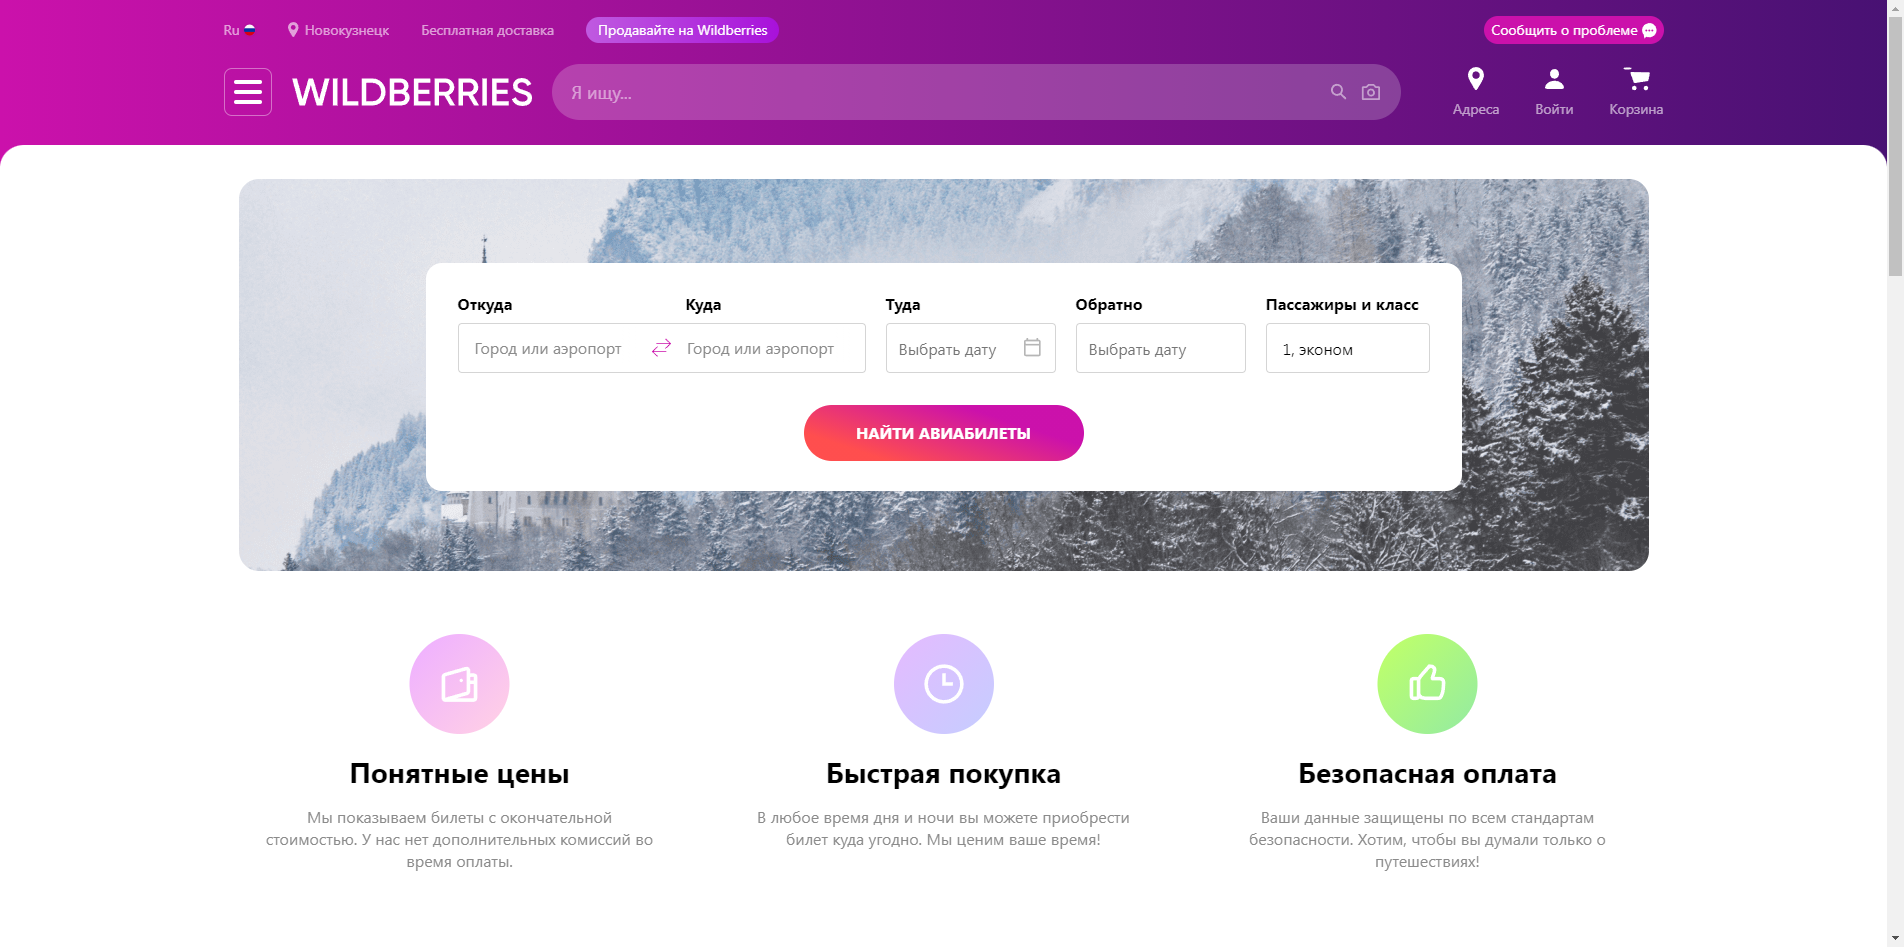 Ru
Новокузнецк
Бесплатная доставка
Продавайте на Wildberries
Сообщить о проблеме
WILDBERRIES
Я ищу...
Адреса
Войти
Корзина
Откуда
Куда
Туда
Обратно
Пассажиры и класс
Город или аэропорт
Город или аэропорт
Выбрать дату
Выбрать дату
1, эконом
НАЙТИ АВИАБИЛЕТЫ
Понятные цены
Мы показываем билеты с окончательной
стоимостью. У нас нет дополнительных комиссий во
время оплаты.
Быстрая покупка
В любое время дня и ночи вы можете приобрести
билет куда угодно. Мы ценим ваше время!
Безопасная оплата
Ваши данные защищены по всем стандартам
безопасности. Хотим, чтобы вы думали только о
путешествиях!